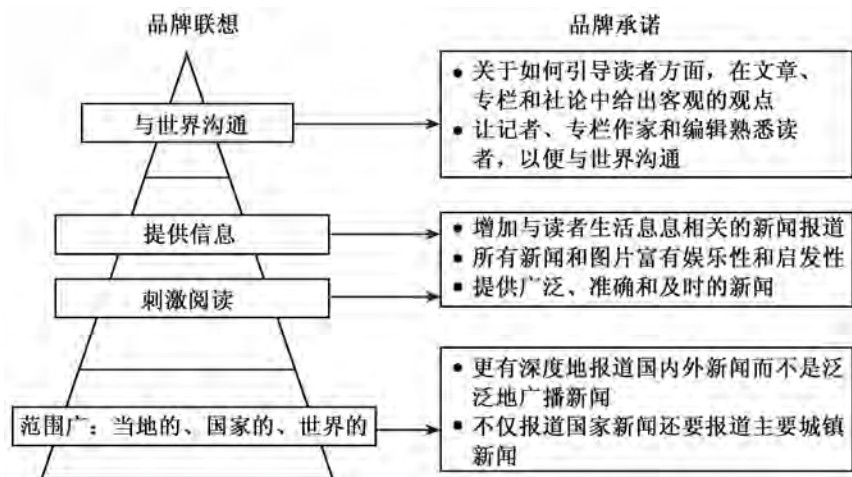 品牌联想
品牌承诺
与世界沟通
• 关于如何引导读者方面，在文章、
专栏和社论中给出客观的观点
• 让记者、专栏作家和编辑熟悉读
者，以便与世界沟通
提供信息
刺激阅读
• 增加与读者生活息息相关的新闻报道
• 所有新闻和图片富有娱乐性和启发性
• 提供广泛、准确和及时的新闻
范围广：当地的、国家的、世界的
• 更有深度地报道国内外新闻而不是泛
泛地广播新闻
• 不仅报道国家新闻还要报道主要城镇
新闻